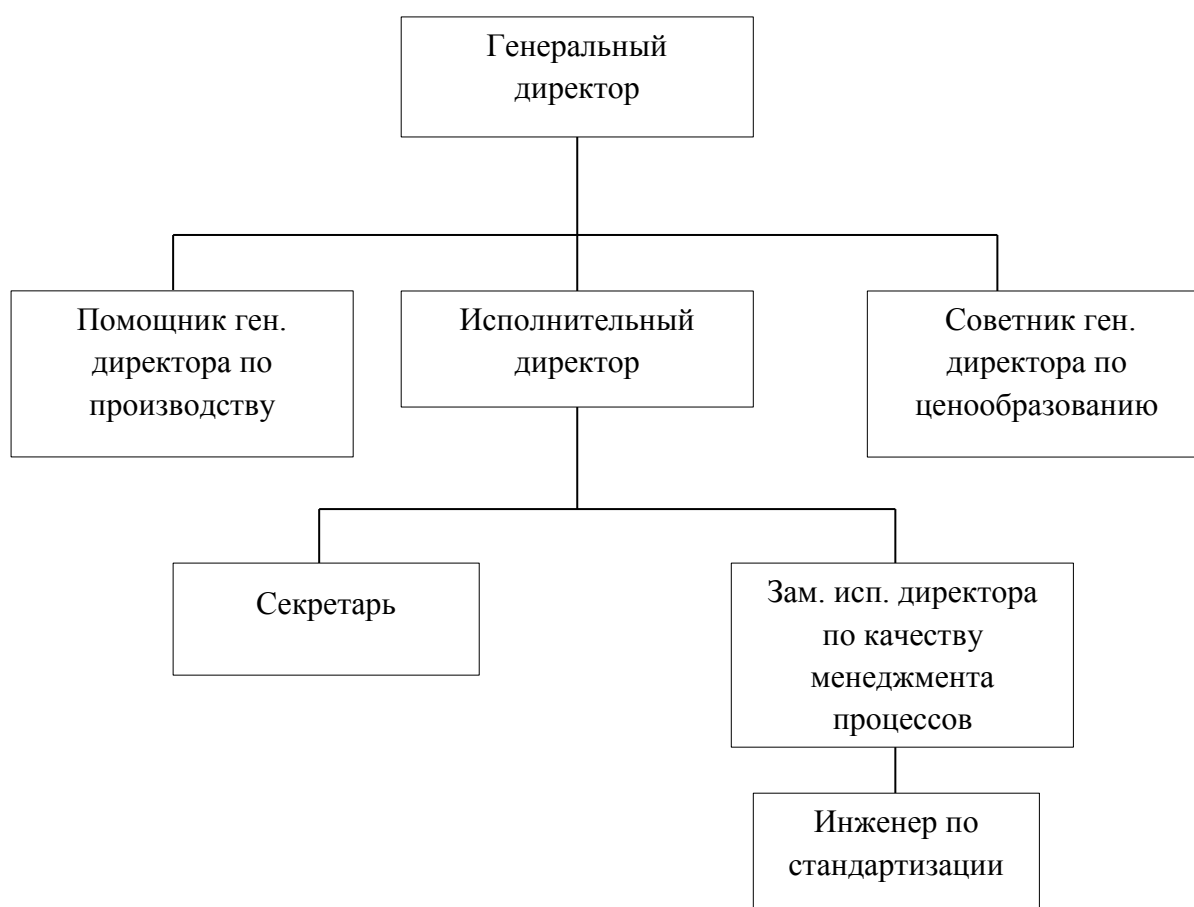 Генеральный
директор
Помощник ген.
директора по
производству
Исполнительный
директор
Советник ген.
директора по
ценообразованию
Секретарь
Зам. исп. директора
по качеству
менеджмента
процессов
Инженер по
стандартизации